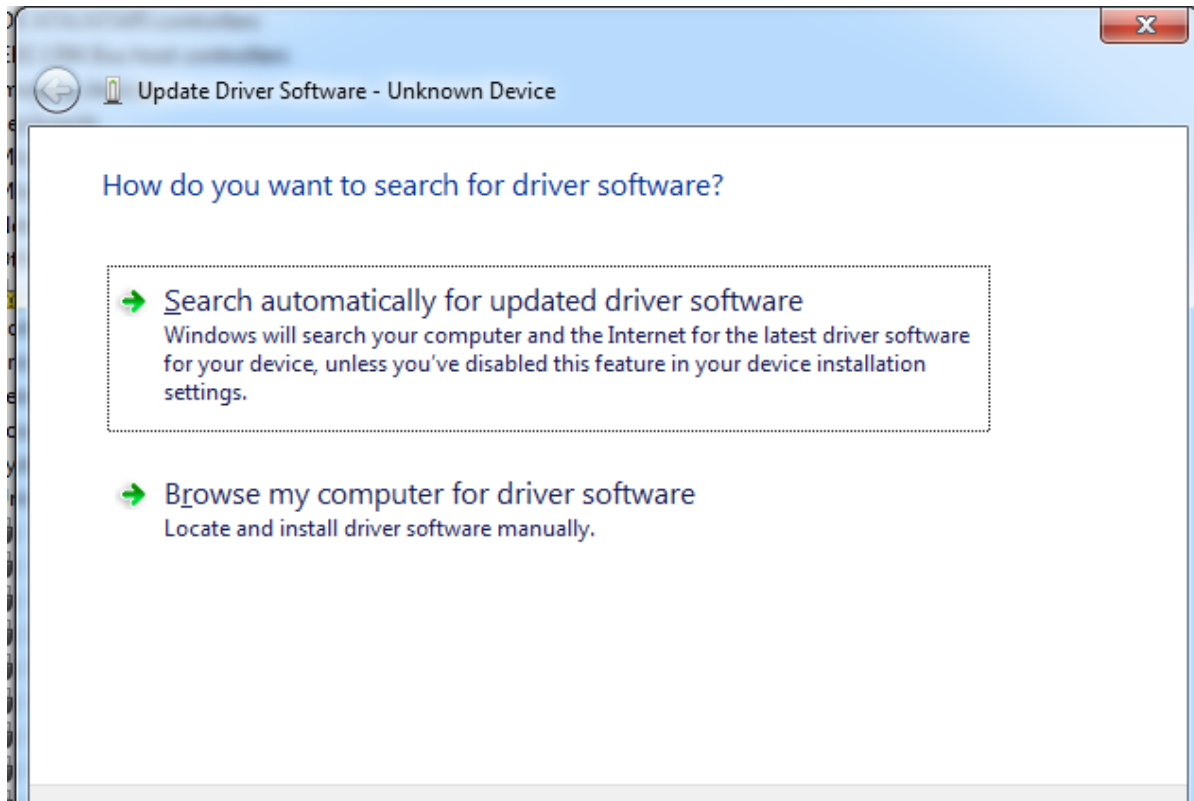 Update Driver Software - Unknown Device
How do you want to search for driver software?
Search automatically for updated driver software
Windows will search your computer and the Internet for the latest driver software
for your device, unless you've disabled this feature in your device installation
settings.
Browse my computer for driver software
Locate and install driver software manually.